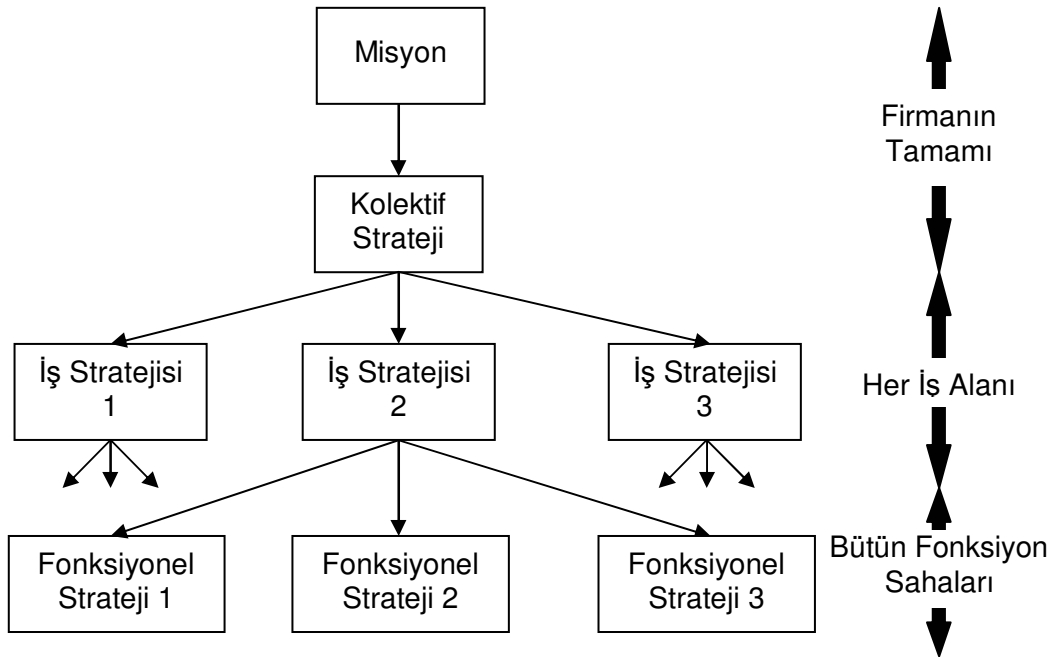 Misyon
Firmanın
Tamamı
Kolektif
Strateji
İş Stratejisi
1
İş Stratejisi
2
İş Stratejisi
3
Her İş Alanı
Fonksiyonel
Strateji 1
Fonksiyonel
Strateji 2
Fonksiyonel
Strateji 3
Bütün Fonksiyon
Sahaları